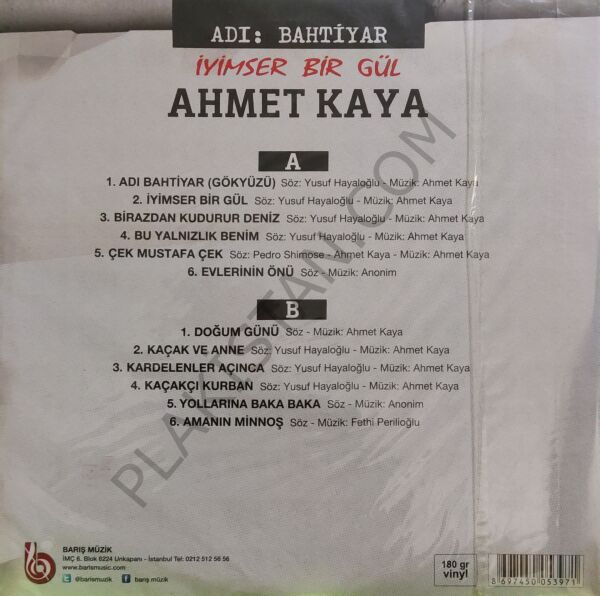 ADI: BAHTİYAR
İYİMSER BİR GÜL
AHMET KAYA
A
1. ADI BAHTİYAR (GÖKYÜZÜ) Söz: Yusuf Hayaloğlu - Müzik: Ahmet Kaya
2. İYİMSER BİR GÜL Söz: Yusuf Hayaloğlu - Müzik: Ahmet Kaya
3. BİRAZDAN KUDURUR DENİZ Söz: Yusuf Hayaloğlu - Müzik: Ahmet Kaya
4. BU YALNIZLIK BENİM Söz: Yusuf Hayaloğlu - Müzik: Ahmet Kaya
5. ÇEK MUSTAFA ÇEK Söz: Pedro Shimose - Ahmet Kaya - Müzik: Ahmet Kaya
6. EVLERİNİN ÖNÜ Söz - Müzik: Anonim
B
1. DOĞUM GÜNÜ Söz - Müzik: Ahmet Kaya
2. KAÇAK VE ANNE Söz: Yusuf Hayaloğlu - Müzik: Ahmet Kaya
3. KARDELENLER AÇINCA Söz: Yusuf Hayaloğlu - Müzik: Ahmet Kaya
4. KAÇAKÇI KURBAN Söz: Yusuf Hayaloğlu - Müzik: Ahmet Kaya
5. YOLLARINA BAKA BAKA Söz - Müzik: Anonim
6. AMANIN MİNNOŞ Söz - Müzik: Fethi Perilioğlu
PLAKISTAN.COM
BARIŞ MÜZİK
İMÇ 6. Blok 6224 Unkapanı - İstanbul Tel: 0212 512 56 56
www.barismusic.com
@barismuzik barış müzik
180 gr
vinyl
8 697450 053971